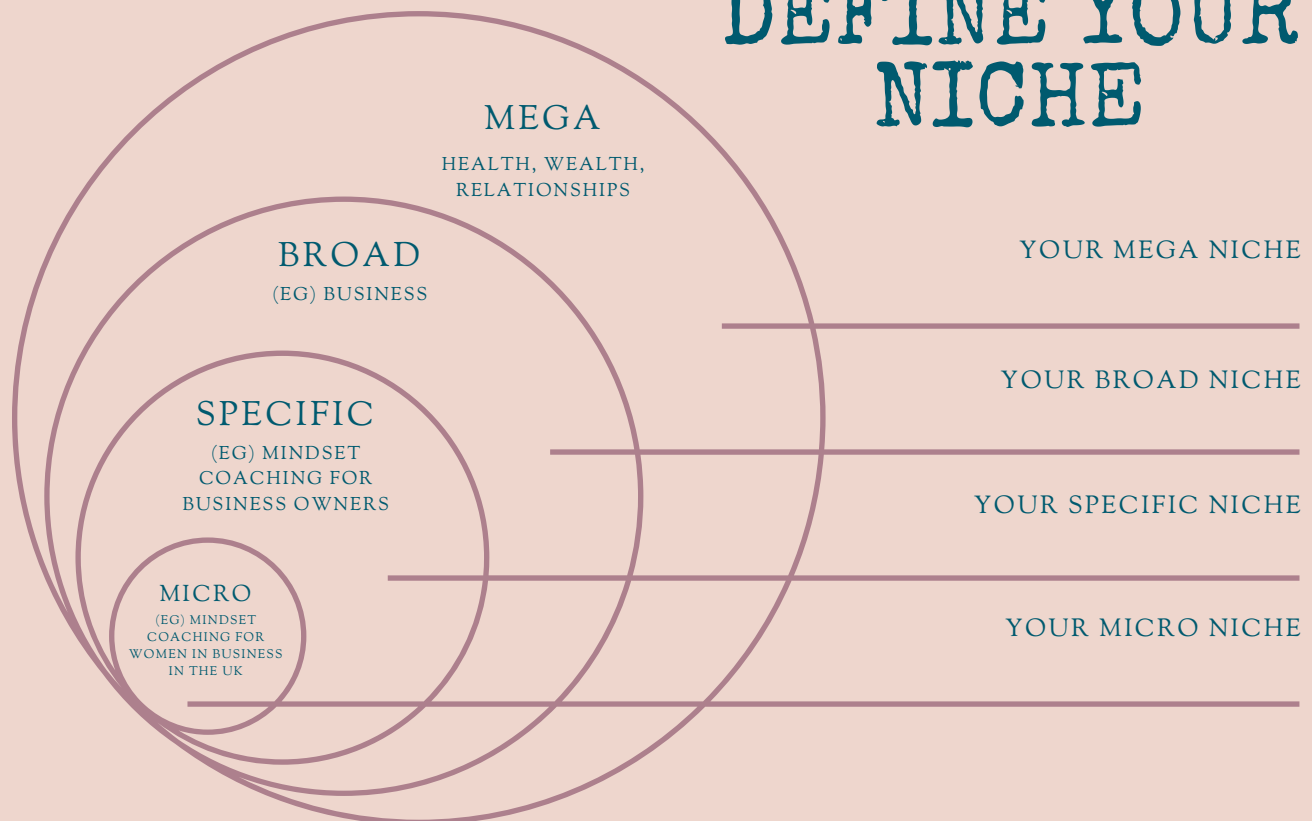 DEFINE YOUR
NICHE
MEGA
HEALTH, WEALTH,
RELATIONSHIPS
BROAD
(EG) BUSINESS
SPECIFIC
(EG) MINDSET
COACHING FOR
BUSINESS OWNERS
MICRO
(EG) MINDSET
COACHING FOR
WOMEN IN BUSINESS
IN THE UK
YOUR MEGA NICHE
YOUR BROAD NICHE
YOUR SPECIFIC NICHE
YOUR MICRO NICHE